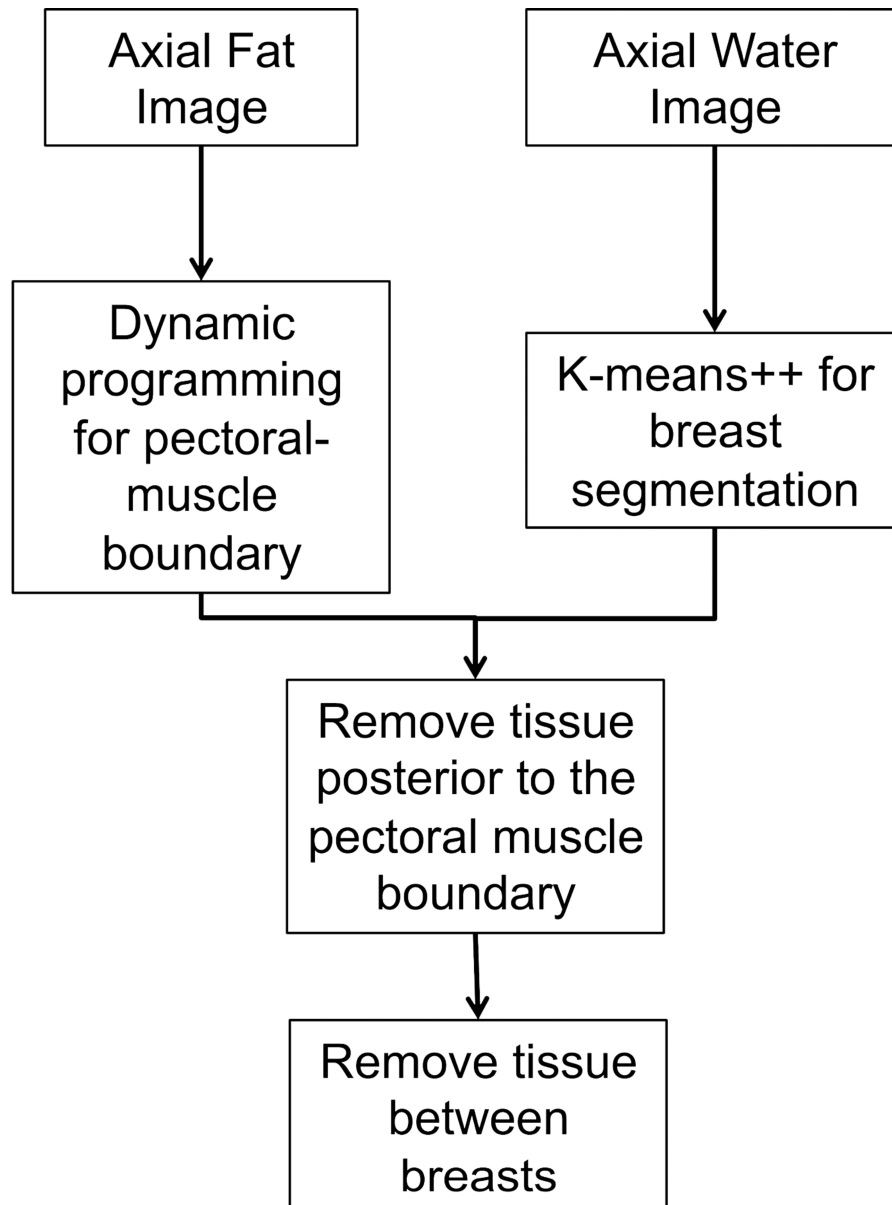 Axial Fat
Image
Axial Water
Image
Dynamic
programming
for pectoral-
muscle
boundary
K-means++ for
breast
segmentation
Remove tissue
posterior to the
pectoral muscle
boundary
Remove tissue
between
breasts